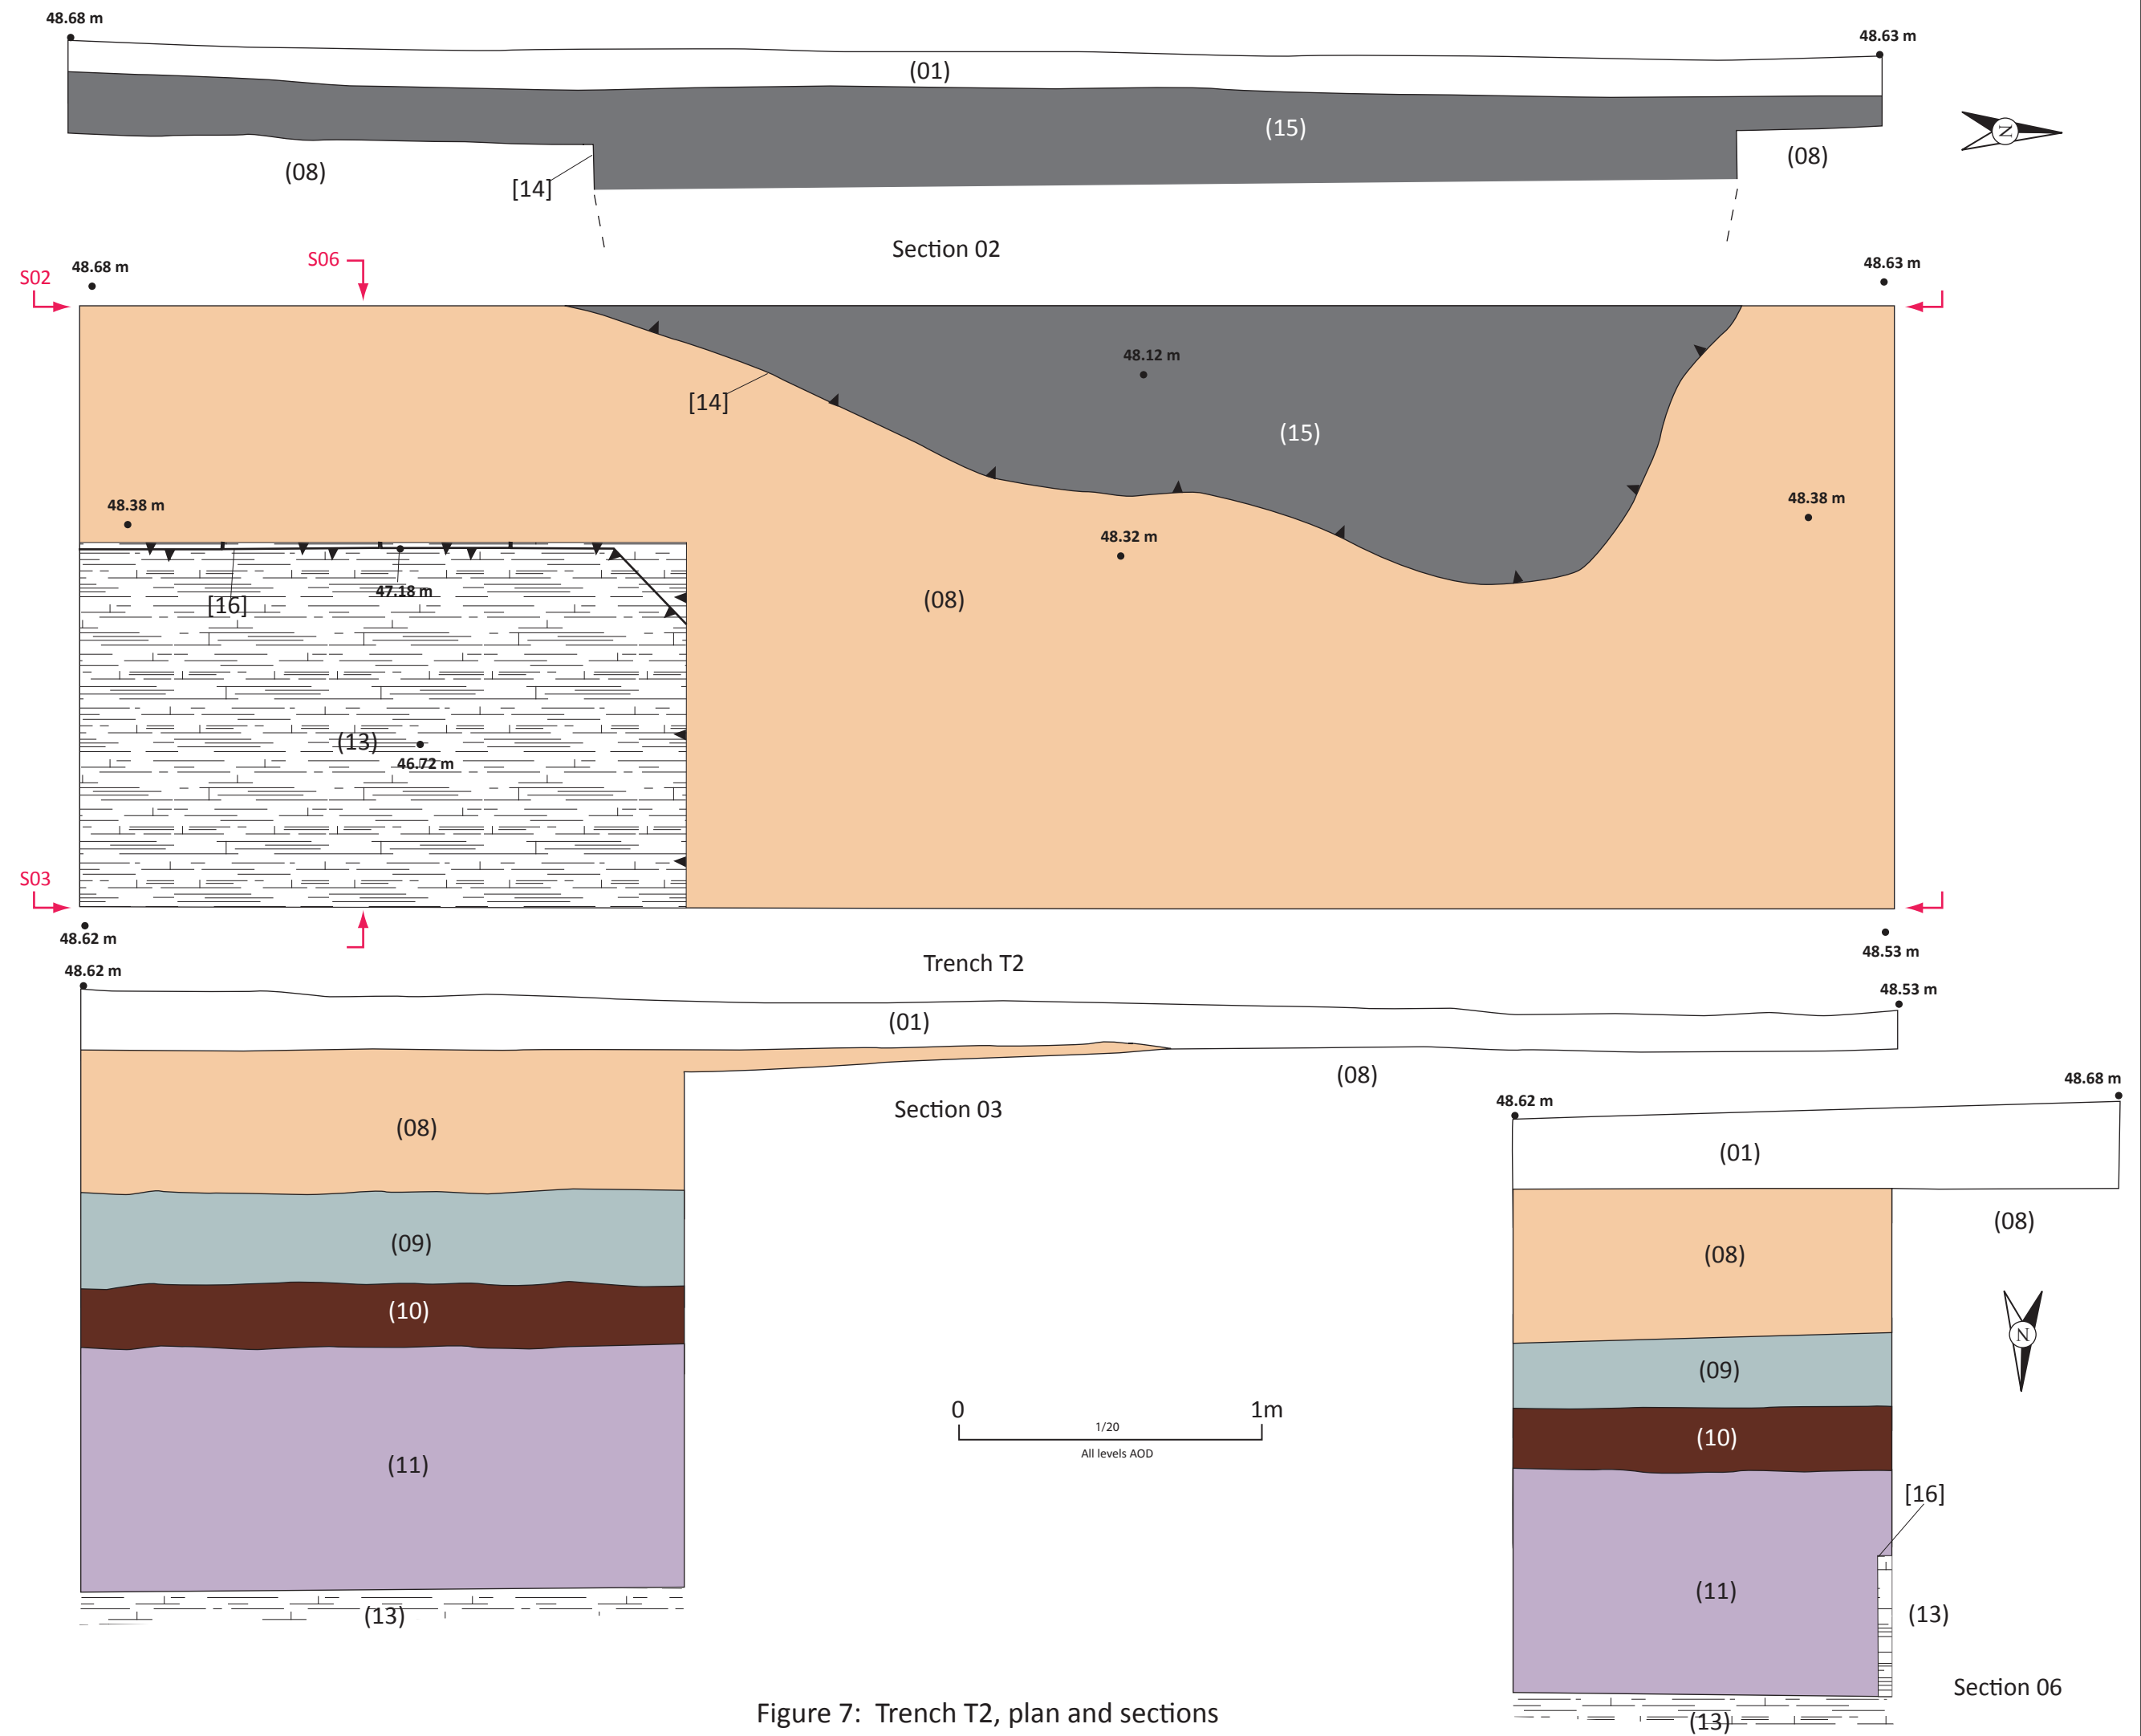 48.68 m
48.63 m
(01)
(15)
N
(08)
(08)
[14]
Section 02
S06
S02
48.68 m
48.63 m
48.12 m
[14]
(15)
48.38 m
48.38 m
48.32 m
47.18 m
[16]
(08)
(13)
46.72 m
S03
48.62 m
48.53 m
Trench T2
48.62 m
48.53 m
(01)
(08)
48.68 m
48.62 m
Section 03
(08)
(01)
(08)
(08)
(09)
(10)
N
(09)
0 1m
1/20
All levels AOD
(10)
(11)
[16]
(11)
(13)
(13)
Section 06
Figure 7: Trench T2, plan and sections
(13)